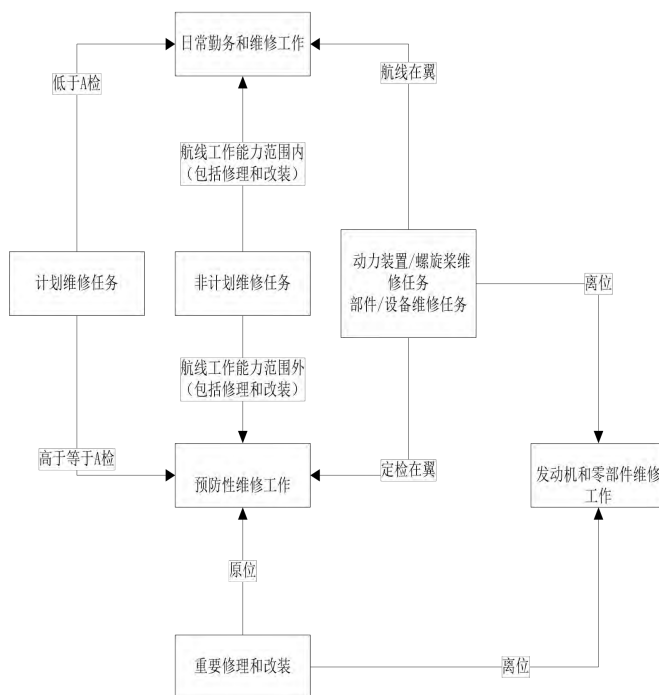 日常勤务和维修工作
低于A检
航线在翼
航线工作能力范围内
（包括修理和改装）
计划维修任务
非计划维修任务
动力装置/螺旋桨维
修任务
部件/设备维修任务
离位
航线工作能力范围外
（包括修理和改装）
高于等于A检
预防性维修工作
定检在翼
发动机和零部件维修
工作
原位
重要修理和改装
离位